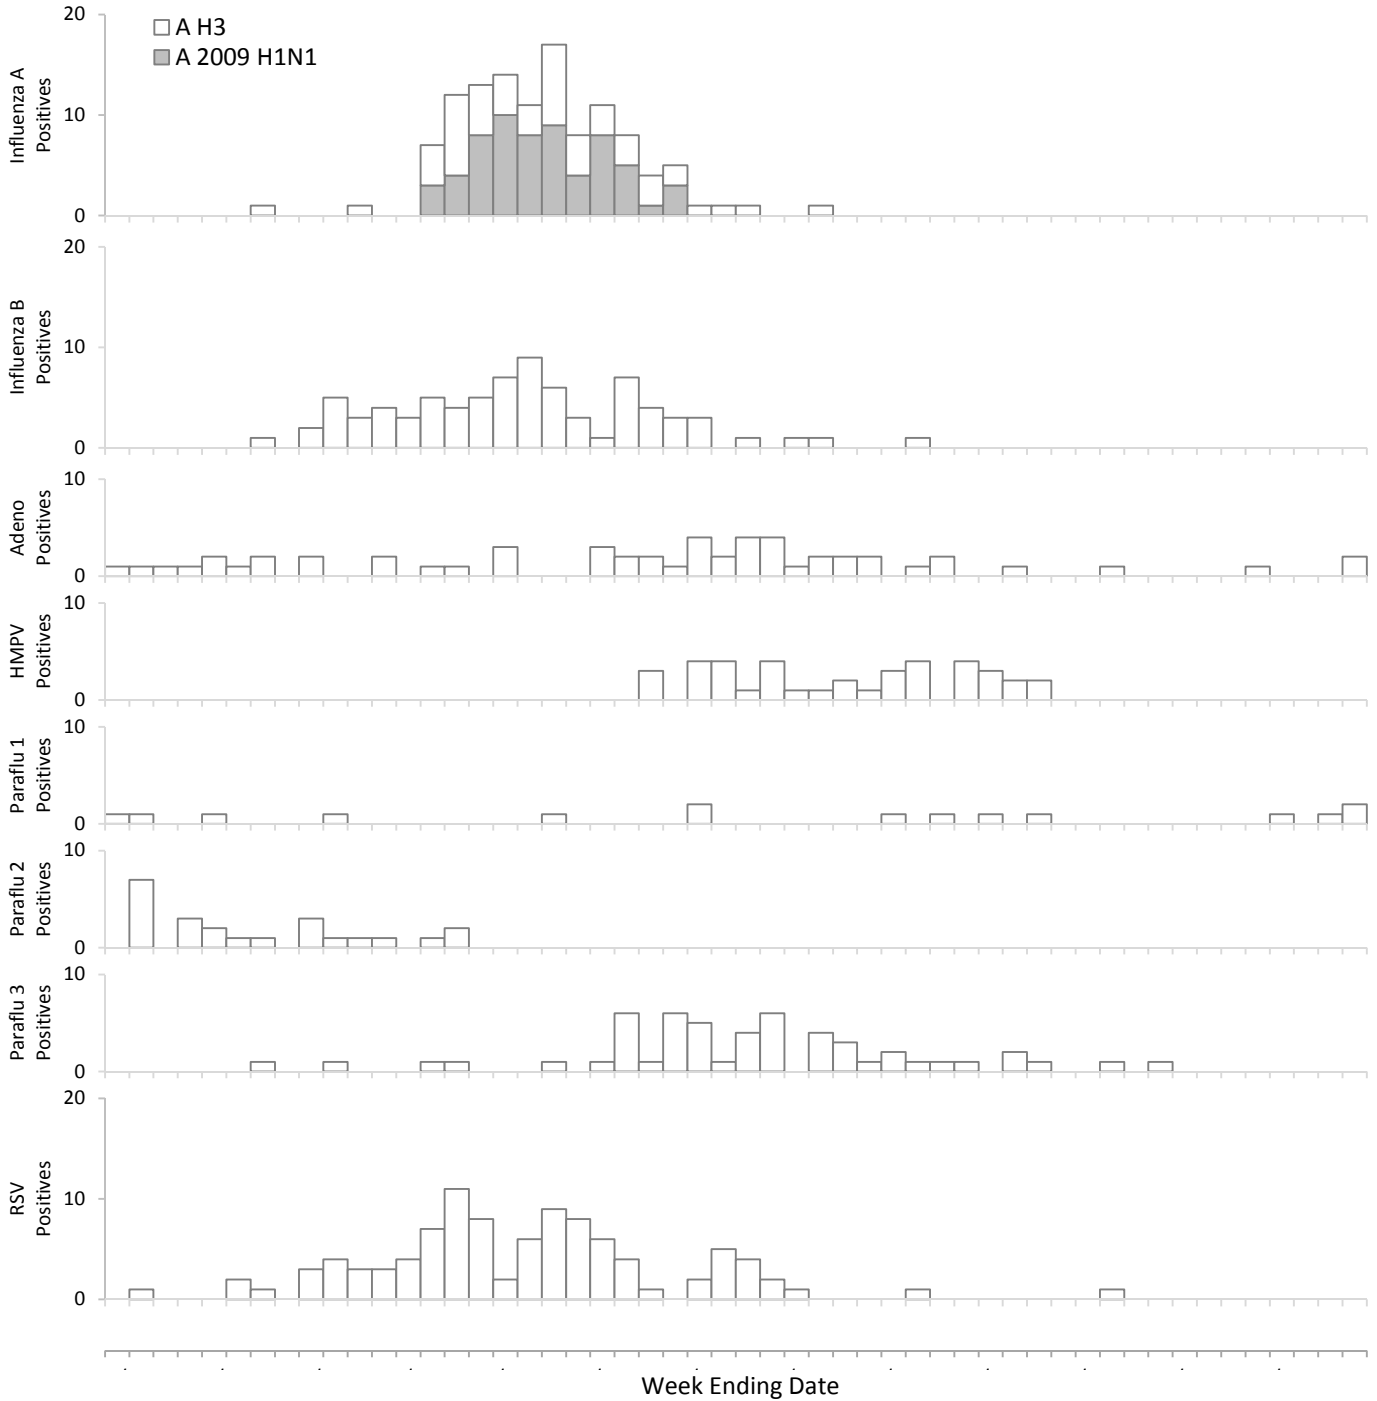 20
10
0
Influenza A
Positives
A H3
A 2009 H1N1
20
10
0
Influenza B
Positives
10
0
Adeno
Positives
10
0
HMPV
Positives
10
0
Paraflu 1
Positives
10
0
Paraflu 2
Positives
10
0
Paraflu 3
Positives
20
10
0
RSV
Positives
Week Ending Date